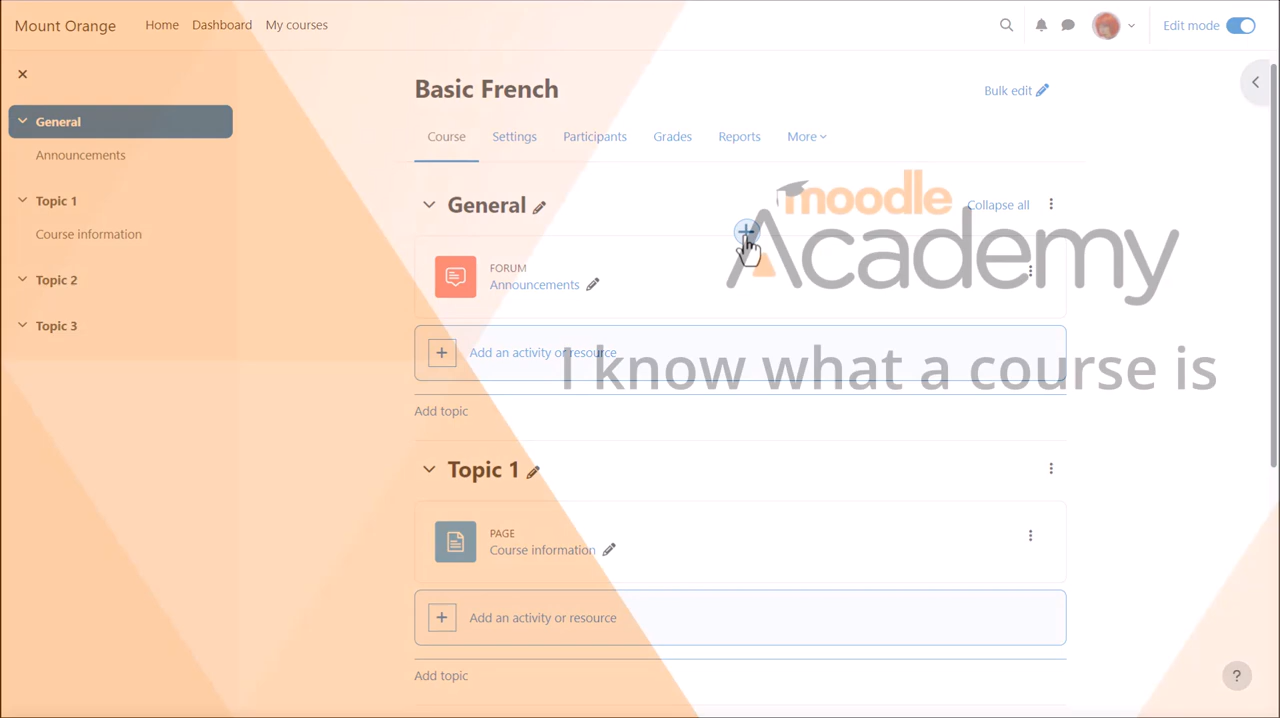 Mount Orange
Home
Dashboard
My courses
Edit mode
General
Announcements
Topic 1
Course information
Topic 2
Topic 3
Basic French
Bulk edit
Course
Settings
Participants
Grades
Reports
More
General
Collapse all
moodle
Academy
FORUM
Announcements
Add an activity or resource
I know what a course is
Add topic
Topic 1
PAGE
Course information
Add an activity or resource
Add topic
?